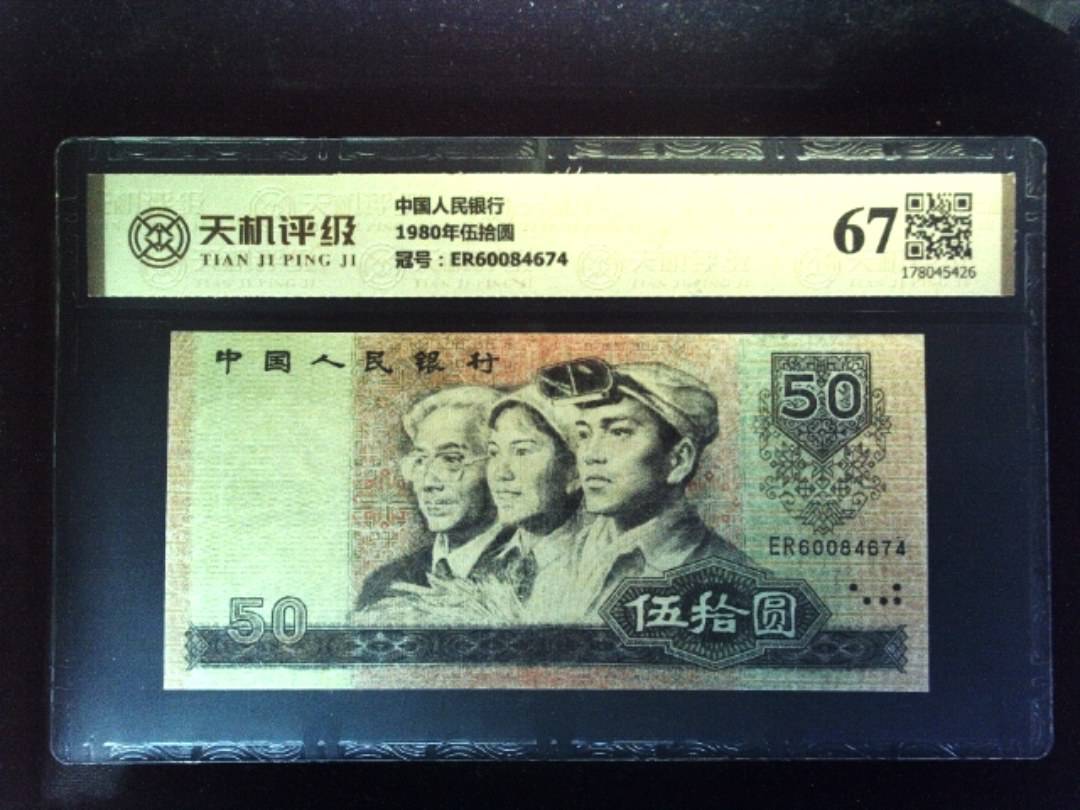 天机评级
TIAN JI PING JI
中国人民银行
1980年伍拾圆
冠号：ER60084674
67
178045426
中国人民银行
50
ER60084674
50
伍拾圆